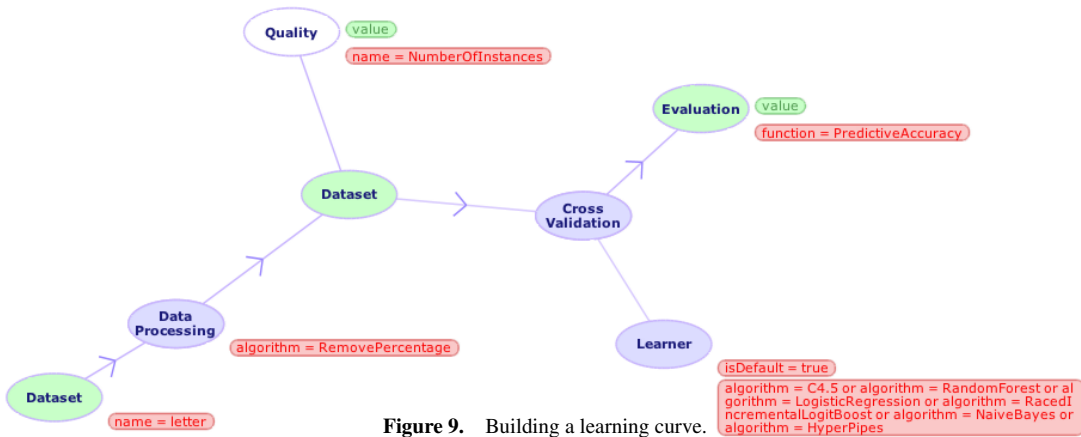 Quality
value
name = NumberOfInstances
Evaluation
value
function = PredictiveAccuracy
Dataset
Cross
Validation
Data
Processing
algorithm = RemovePercentage
Learner
isDefault = true
Dataset
name = letter
algorithm = C4.5 or algorithm = RandomForest or al
gorithm = LogisticRegression or algorithm = RacedI
ncrementalLogitBoost or algorithm = NaiveBayes or
algorithm = HyperPipes
Figure 9. Building a learning curve.